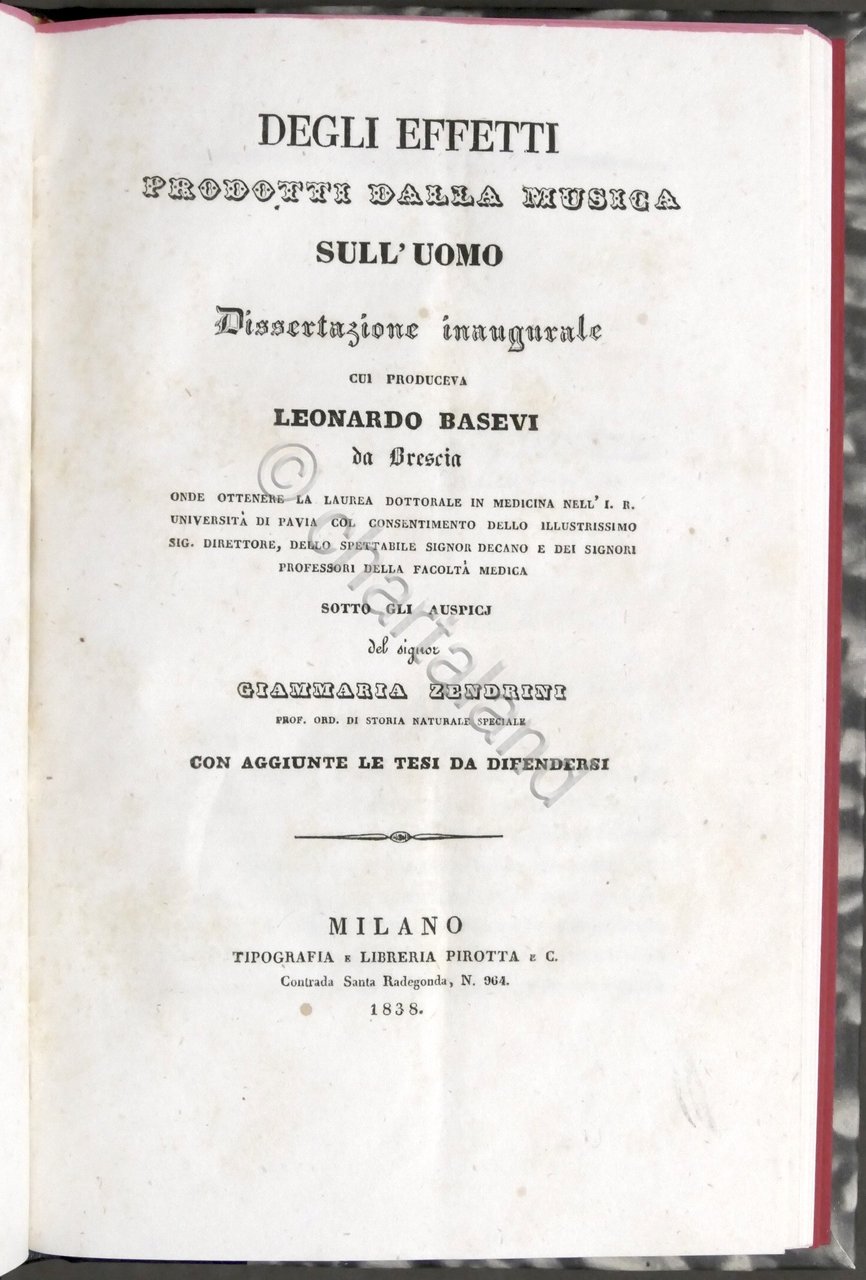 DEGLI EFFETTI
PRODOTTI DALLA MUSICA
SULL' UOMO
Dissertazione inaugurale
CUI PRODUCEVA
LEONARDO BASEVI
da Brescia
ONDE OTTENERE LA LAUREA DOTTORALE IN MEDICINA NELL' I. R.
UNIVERSITÀ DI PAVIA COL CONSENTIMENTO DELLO ILLUSTRISSIMO
SIG. DIRETTORE, DELLO SPETTABILE SIGNOR DECANO E DEI SIGNORI
PROFESSORI DELLA FACOLTÀ MEDICA
SOTTO GLI AUSPICJ
del signor
GIAMMARIA ZENDRINI
PROF. ORD. DI STORIA NATURALE SPECIALE
CON AGGIUNTE LE TESI DA DIFENDERSI
MILANO
TIPOGRAFIA E LIBRERIA PIROTTA E C.
Contrada Santa Radegonda, N. 964.
1838.
© chartaland